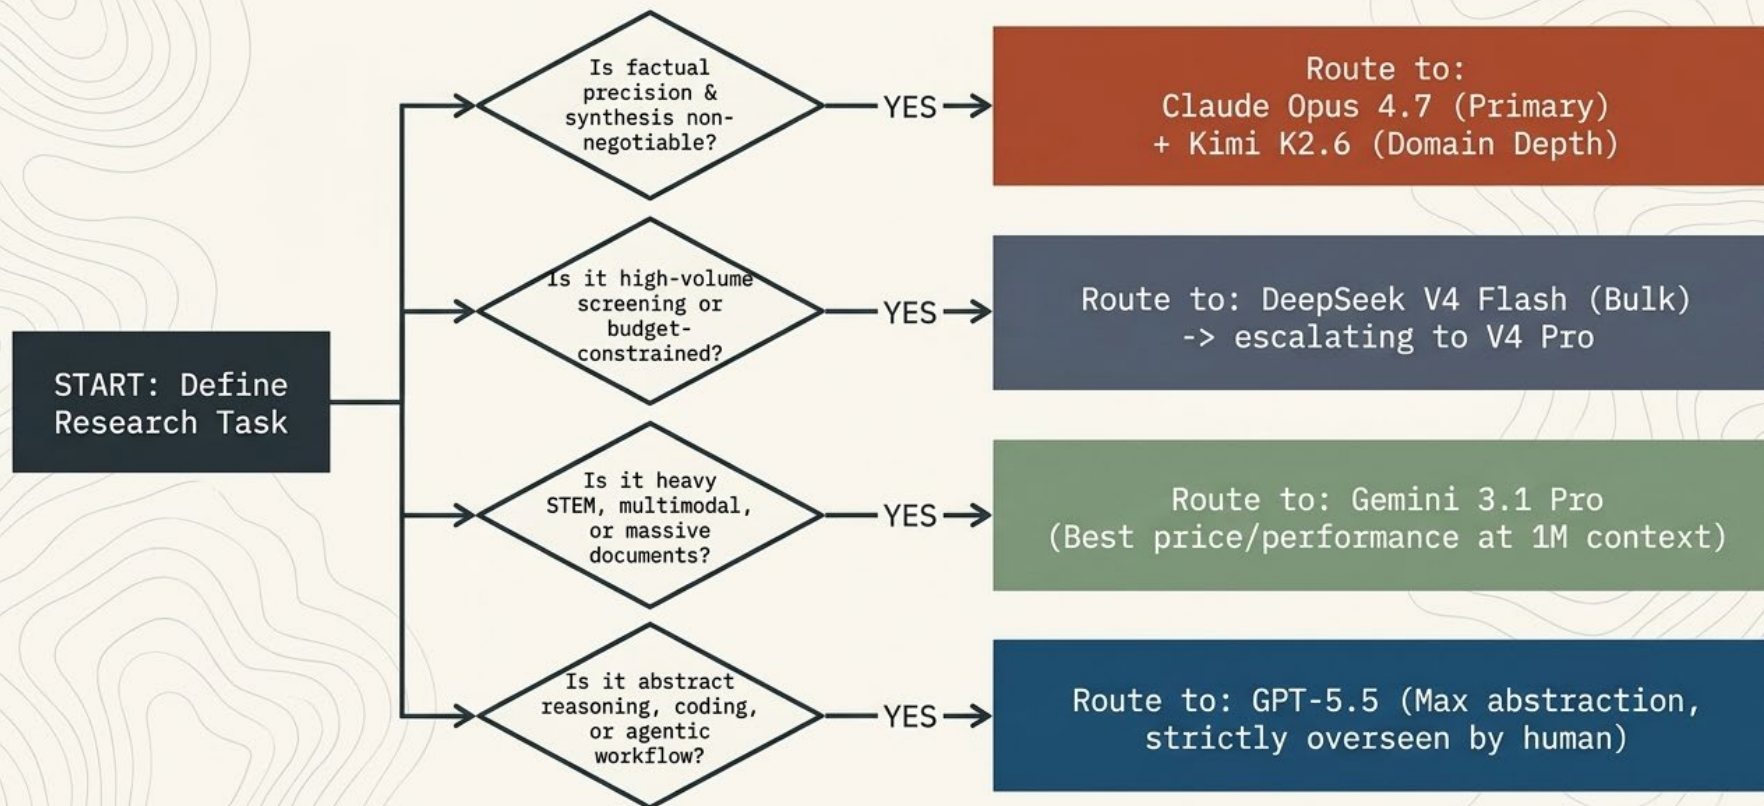 START: Define
Research Task
Is factual
precision &
synthesis non-
negotiable?
YES
Route to:
Claude Opus 4.7 (Primary)
+ Kimi K2.6 (Domain Depth)
Is it high-volume
screening or
budget-
constrained?
YES
Route to: DeepSeek V4 Flash (Bulk)
-> escalating to V4 Pro
Is it heavy
STEM, multimodal,
or massive
documents?
YES
Route to: Gemini 3.1 Pro
(Best price/performance at 1M context)
Is it abstract
reasoning, coding,
or agentic
workflow?
YES
Route to: GPT-5.5 (Max abstraction,
strictly overseen by human)